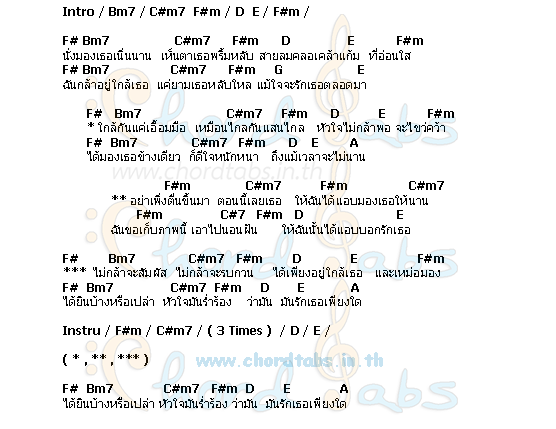 Intro / Bm7 / C#m7 F#m / D E / F#m /
F# Bm7 C#m7 F#m D E F#m
นั่งมองเธอเนิ่นนาน เห็นตาเธอพริ้มหลับ สายลมคลอเคล้าแก้ม ที่อ่อนใส
F# Bm7 C#m7 F#m G E
ฉันกล้าอยู่ใกล้เธอ แค่ยามเธอหลับใหล แม้ใจจะรักเธอตลอดมา
F# Bm7 C#m7 F#m D E F#m
* ใกล้กันแค่เอื้อมมือ เหมือนไกลกันแสนไกล หัวใจไม่กล้าพอ จะไขว่คว้า
F# Bm7 C#m7 F#m D E A
ได้มองเธอข้างเดียว ก็ดีใจหนักหนา ถึงแม้เวลาจะไม่นาน
www.chordtabs.in.th
F#m C#m7 F#m C#m7
** อย่าเพิ่งตื่นขึ้นมา ตอนนี้เลยเธอ ให้ฉันได้แอบมองเธอให้นาน
F#m C#7 F#m D E
ฉันขอเก็บภาพนี้ เอาไปนอนฝัน ให้ฉันนั้นได้แอบบอกรักเธอ
F# Bm7 C#m7 F#m D E F#m
*** ไม่กล้าจะสัมผัส ไม่กล้าจะรบกวน ได้เพียงอยู่ใกล้เธอ และเหม่อมอง
F# Bm7 C#m7 F#m D E A
ได้ยินบ้างหรือเปล่า หัวใจมันร่ำร้อง ว่ามัน มันรักเธอเพียงใด
Instru / F#m / C#m7 / ( 3 Times ) / D / E /
( * , ** , *** )
www.chordtabs.in.th
F# Bm7 C#m7 F#m D E A
ได้ยินบ้างหรือเปล่า หัวใจมันร่ำร้อง ว่ามัน มันรักเธอเพียงใด